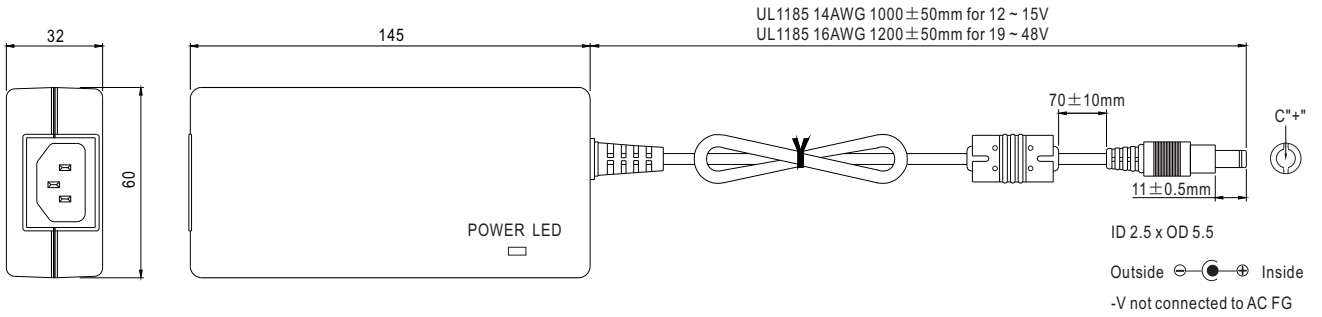 UL1185 14AWG 1000±50mm for 12 ~ 15V
UL1185 16AWG 1200±50mm for 19 ~ 48V
32
145
70±10mm
C"+"
60
11±0.5mm
POWER LED
ID 2.5 x OD 5.5
Outside ⊖ ⊕ Inside
-V not connected to AC FG